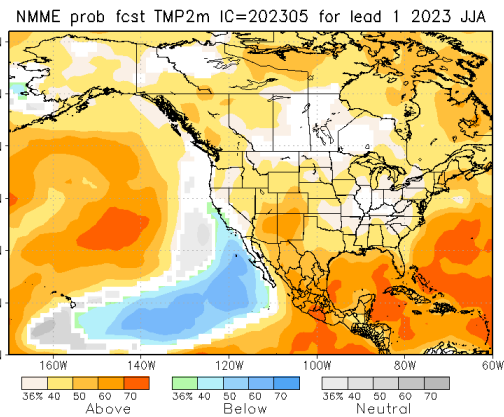 NMME prob fcst TMP2m IC=202305 for lead 1 2023 JJA
160W 140W 120W 100W 80W 60W
36% 40 50 60 70 36% 40 50 60 70 36% 40 50 60 70
Above Below Neutral